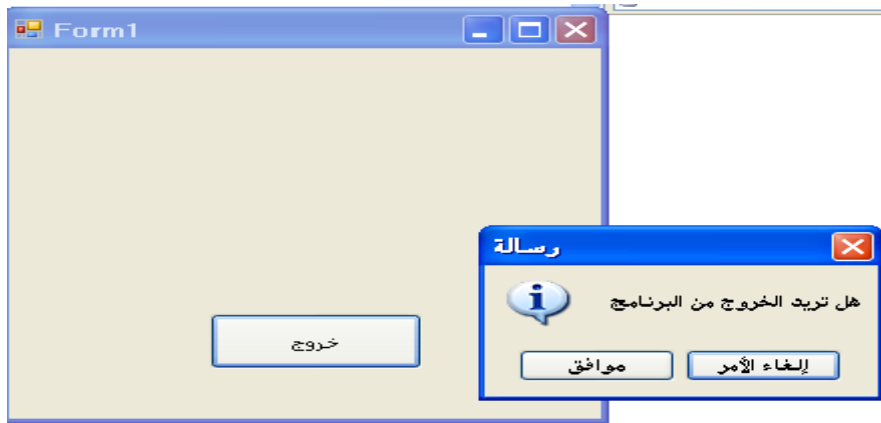 Form1
خروج
رسالة
هل تريد الخروج من البرنامج
موافق
إلغاء الأمر